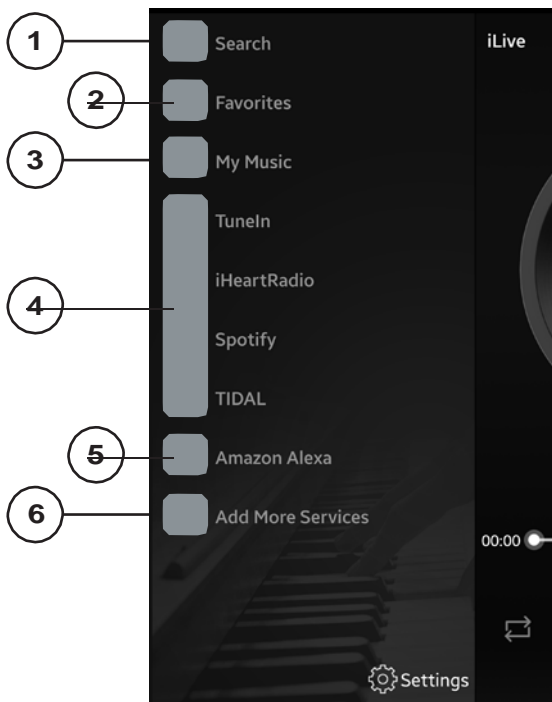 1 Search iLive
2 Favorites
3 My Music
TuneIn
iHeartRadio
4
Spotify
TIDAL
5 Amazon Alexa
6 Add More Services
00:00
Settings